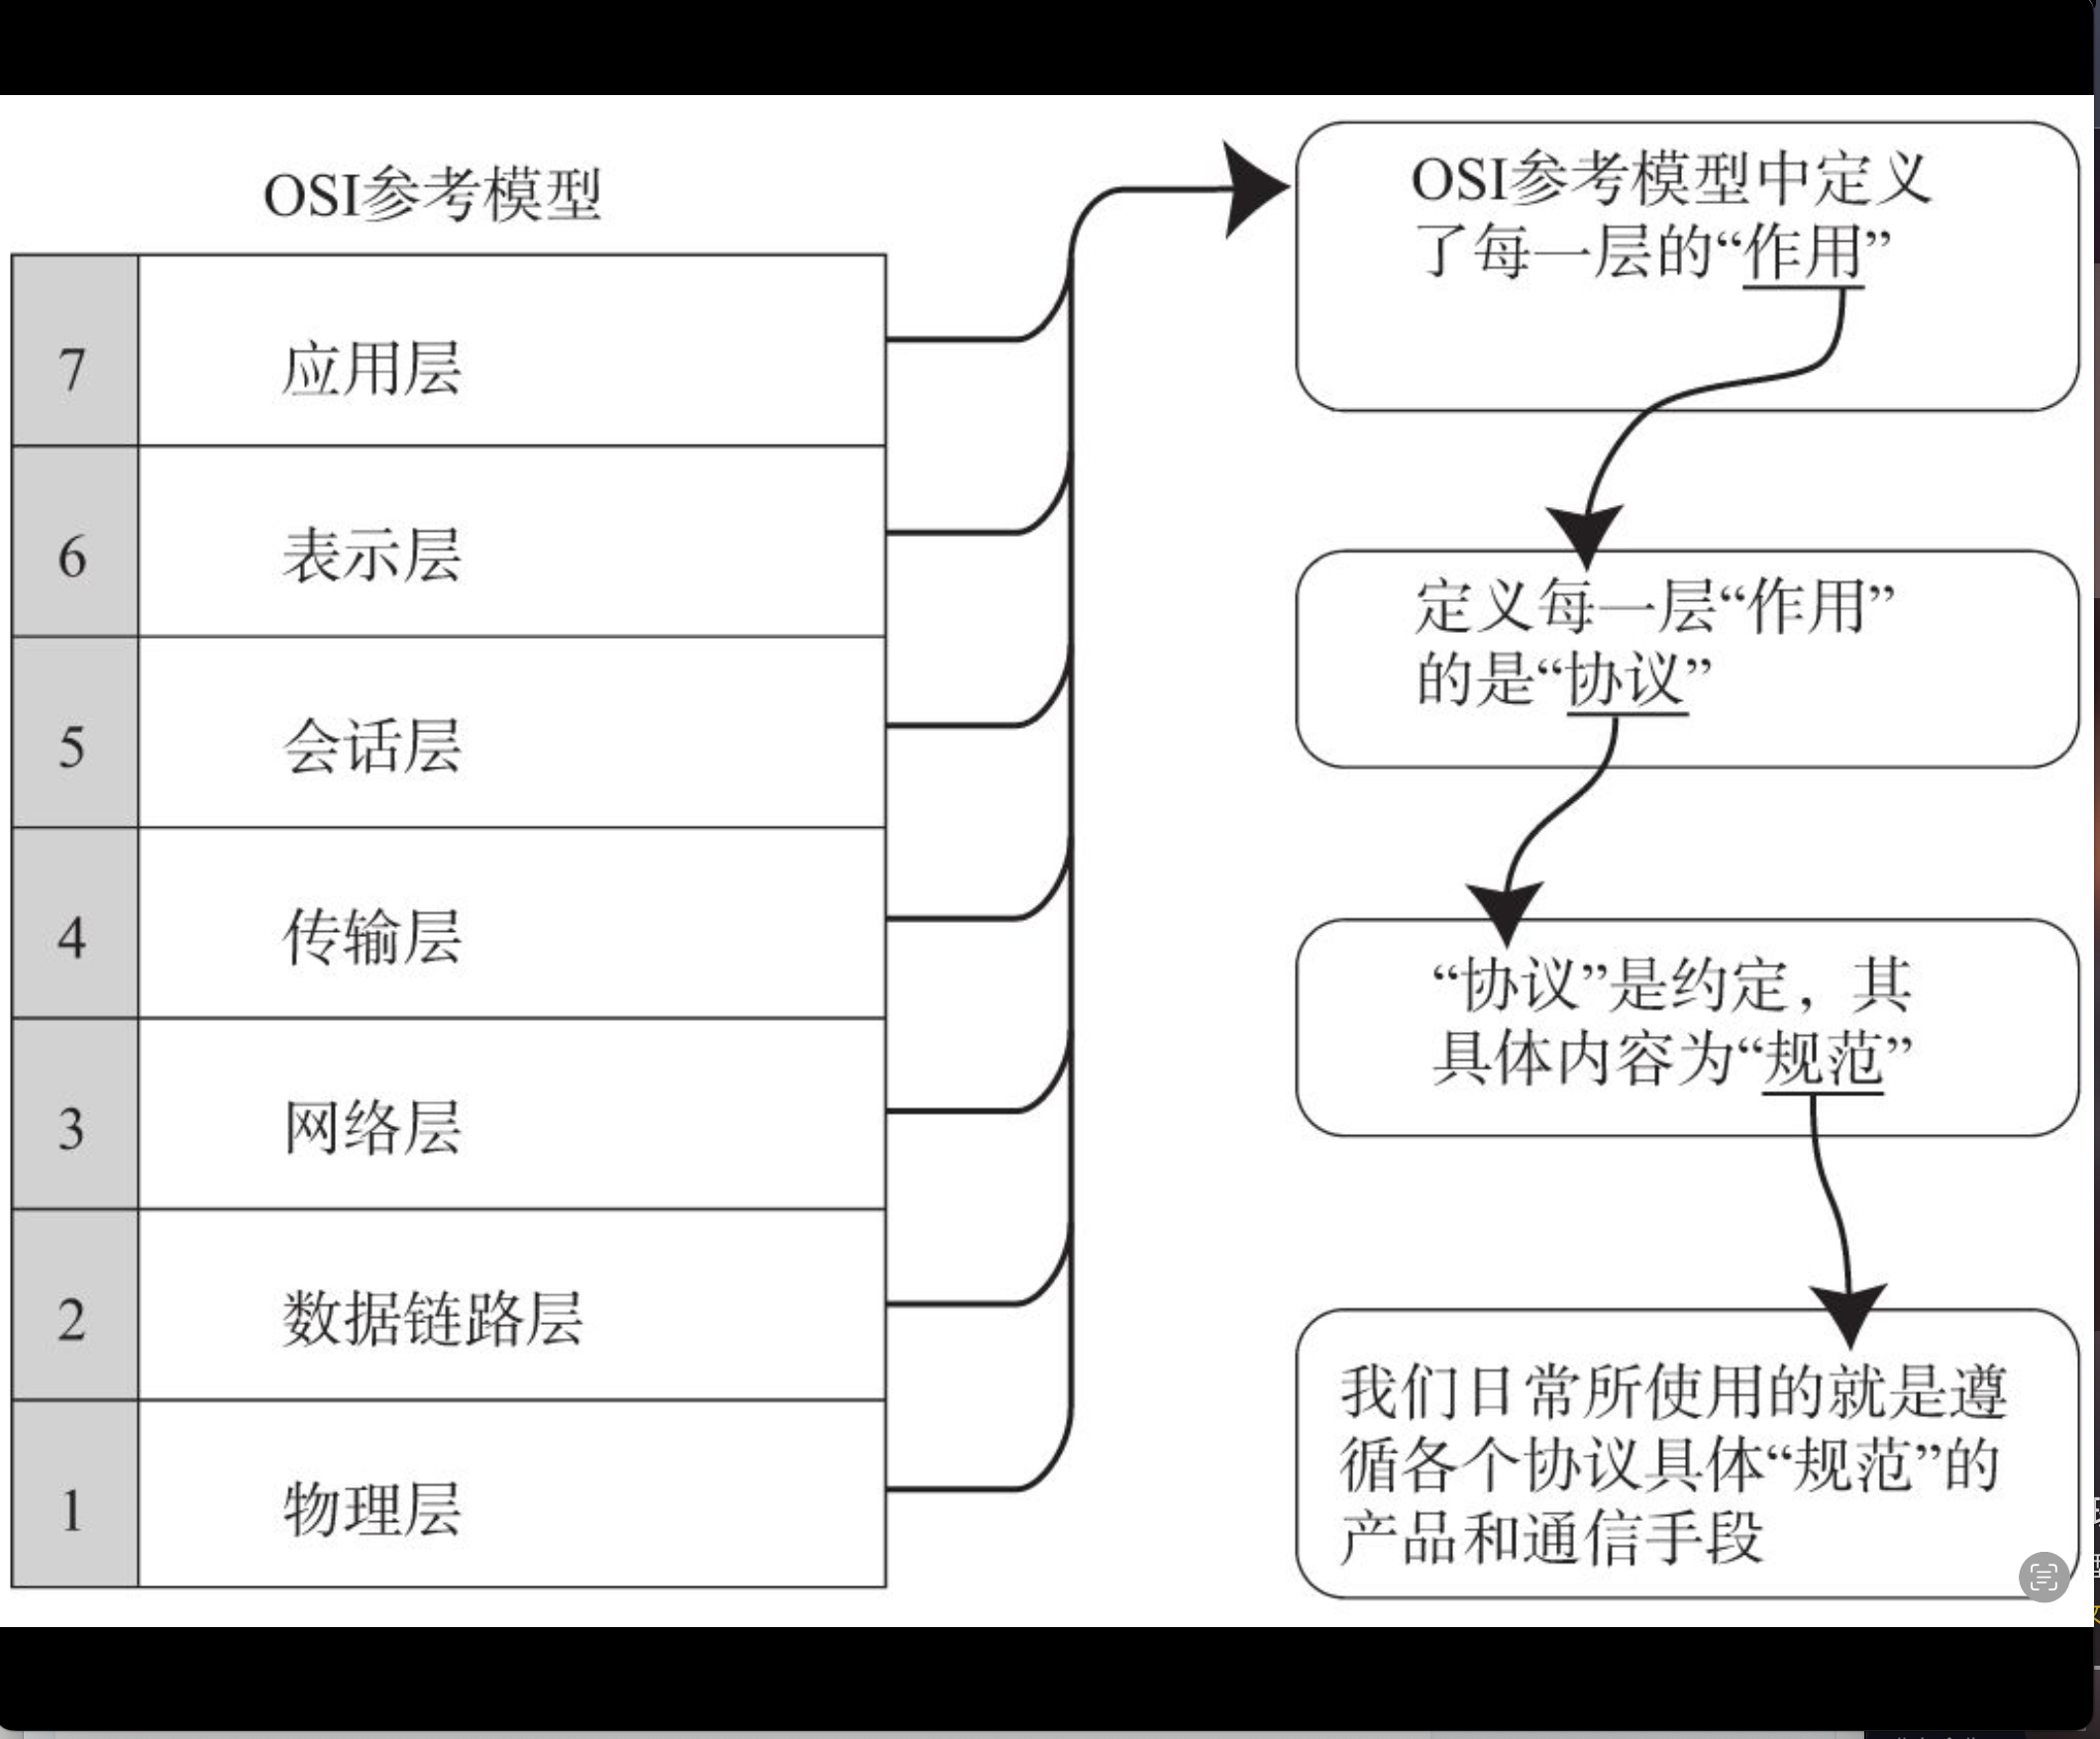 OSI参考模型
7 应用层
6 表示层
5 会话层
4 传输层
3 网络层
2 数据链路层
1 物理层
OSI参考模型中定义
了每一层的“作用”
定义每一层“作用”
的是“协议”
“协议”是约定，其
具体内容为“规范”
我们日常所使用的就是遵
循各个协议具体“规范”的
产品和通信手段